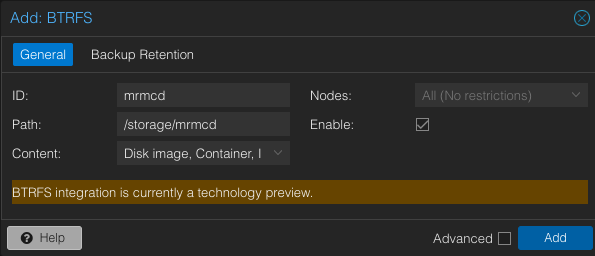 Add: BTRFS
General Backup Retention
ID: mrmcd Nodes: All (No restrictions)
Path: /storage/mrmcd Enable:
Content: Disk image, Container,
BTRFS integration is currently a technology preview.
Help Advanced Add